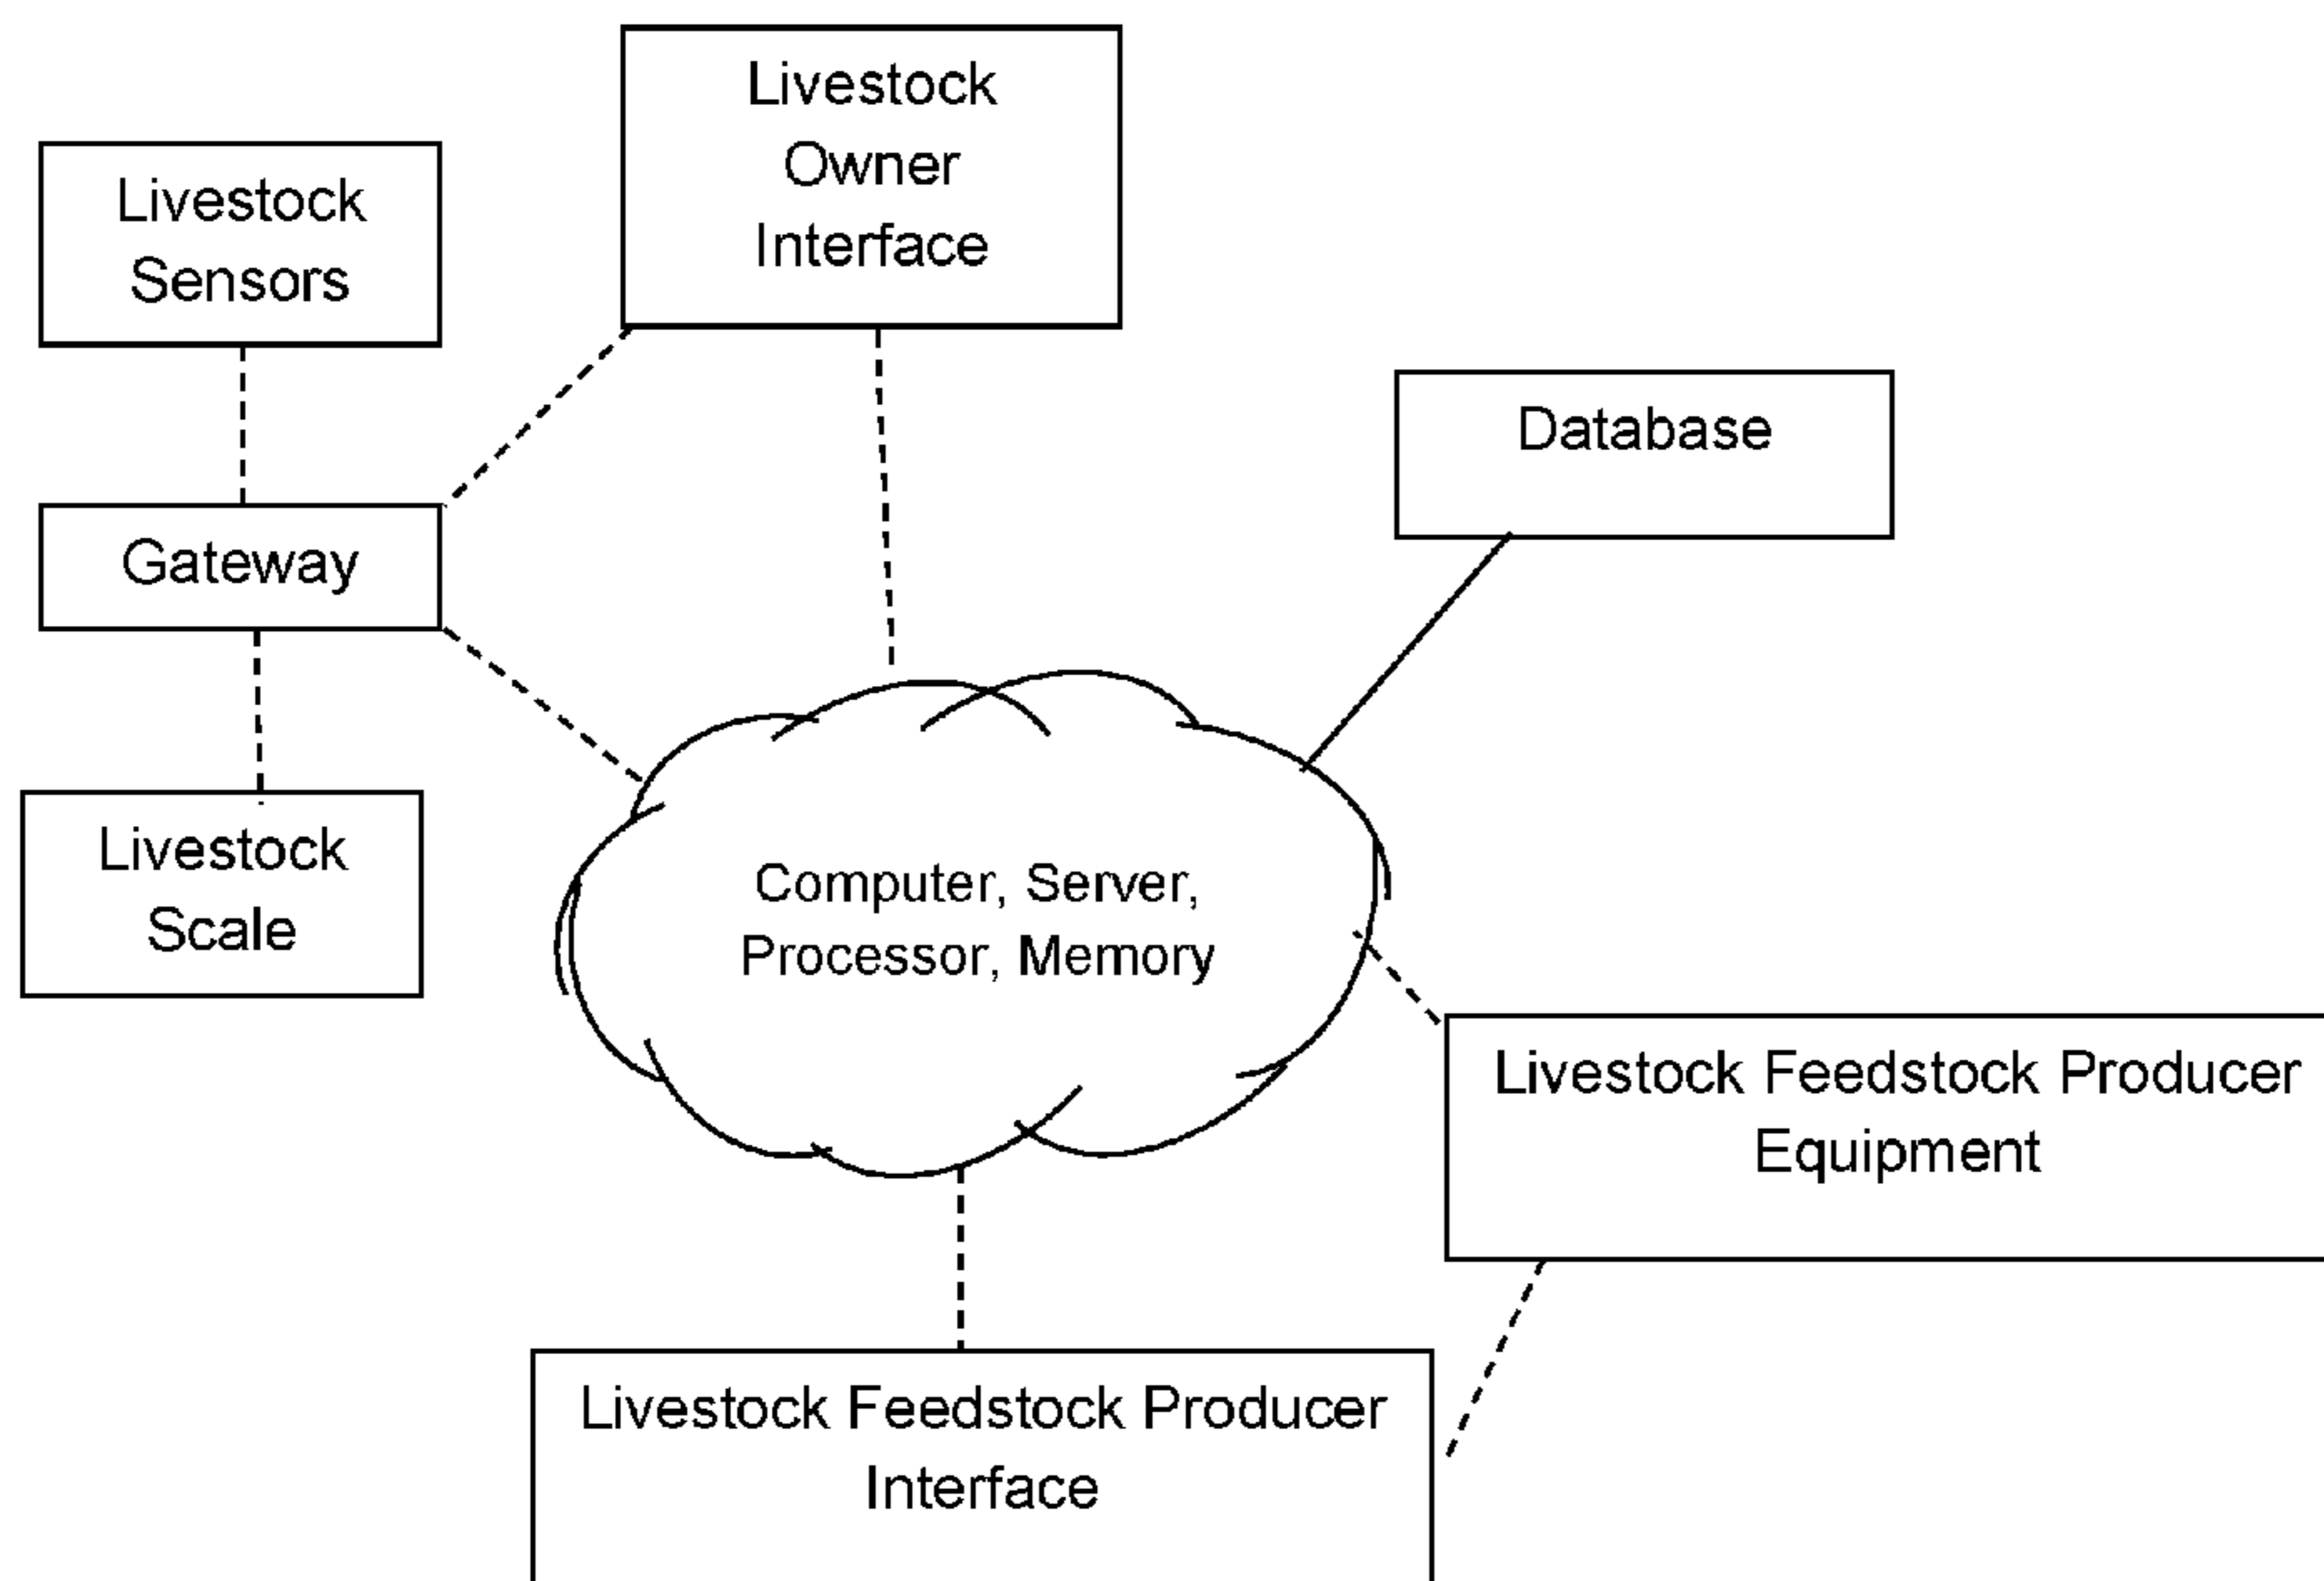 Livestock
Owner
Interface
Livestock
Sensors
Database
Gateway
Livestock
Scale
Computer, Server,
Processor, Memory
Livestock Feedstock Producer
Equipment
Livestock Feedstock Producer
Interface